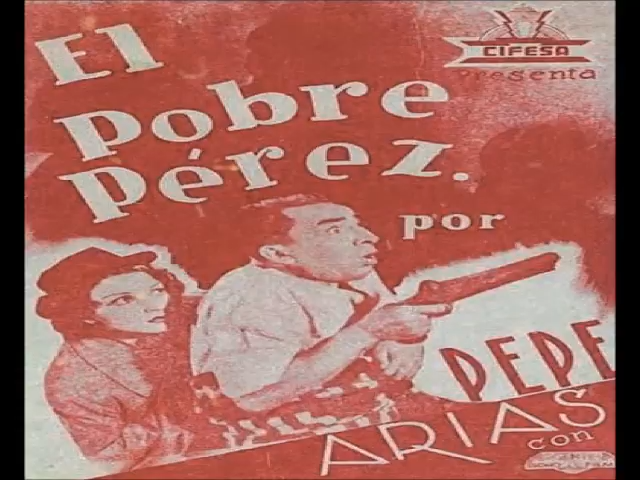 CIFESA
Presenta
El
pobre
pérez.
por
PEPE
ARIAS
con